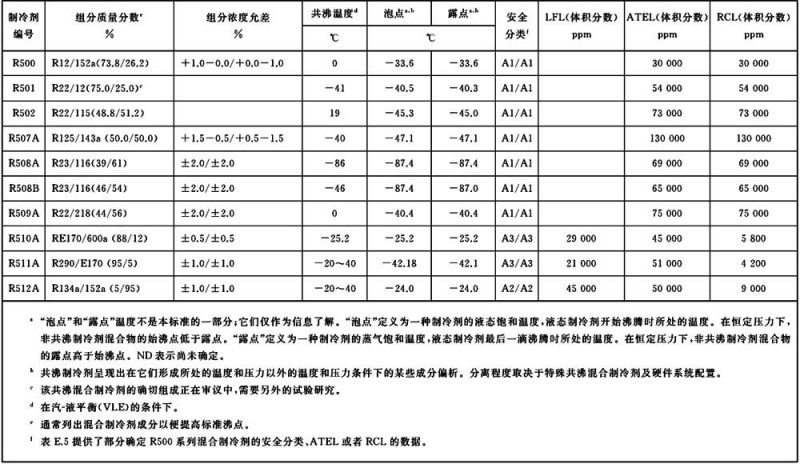 制冷剂编号 组分质量分数ᵉ % 组分浓度允差 % 共沸温度ᵈ ℃ 泡点ᵃ·ᵇ 露点ᵃ·ᵇ ℃ 安全分类ᶠ LFL(体积分数) ppm ATEL(体积分数) ppm RCL(体积分数) ppm
R500 R12/152a(73.8/26.2) +1.0−0.0/+0.0−1.0 0 −33.6 −33.6 A1/A1 30 000 30 000
R501 R22/12(75.0/25.0)ᶜ −41 −40.5 −40.3 A1/A1 54 000 54 000
R502 R22/115(48.8/51.2) 19 −45.3 −45.0 A1/A1 73 000 73 000
R507A R125/143a (50.0/50.0) +1.5−0.5/+0.5−1.5 −40 −47.1 −47.1 A1/A1 130 000 130 000
R508A R23/116(39/61) ±2.0/±2.0 −86 −87.4 −87.4 A1/A1 69 000 69 000
R508B R23/116(46/54) ±2.0/±2.0 −46 −87.4 −87.0 A1/A1 65 000 65 000
R509A R22/218(44/56) ±2.0/±2.0 0 −40.4 −40.4 A1/A1 75 000 75 000
R510A RE170/600a (88/12) ±0.5/±0.5 −25.2 −25.2 −25.2 A3/A3 29 000 45 000 5 800
R511A R290/E170 (95/5) ±1.0/±1.0 −20～40 −42.18 −42.1 A3/A3 21 000 51 000 4 200
R512A R134a/152a (5/95) ±1.0/±1.0 −20～40 −24.0 −24.0 A2/A2 45 000 50 000 9 000
ᵃ “泡点”和“露点”温度不是本标准的一部分;它们仅作为信息了解。“泡点”定义为一种制冷剂的液态饱和温度,液态制冷剂开始沸腾时所处的温度。在恒定压力下,
非共沸制冷剂混合物的始沸点低于露点。“露点”定义为一种制冷剂的蒸气饱和温度,液态制冷剂最后一滴沸腾时所处的温度。在恒定压力下,非共沸制冷剂混合物
的露点高于始沸点。ND 表示尚未确定。
ᵇ 共沸制冷剂呈现出在它们形成所处的温度和压力以外的温度和压力条件下的某些成分偏析。分离程度取决于特殊共沸混合制冷剂及硬件系统配置。
ᶜ 该共沸混合制冷剂的确切组成正在审议中,需要另外的试验研究。
ᵈ 在汽-液平衡(VLE)的条件下。
ᵉ 通常列出混合制冷剂成分以便提高标准沸点。
ᶠ 表 E.5 提供了部分确定 R500 系列混合制冷剂的安全分类、ATEL 或者 RCL 的数据。